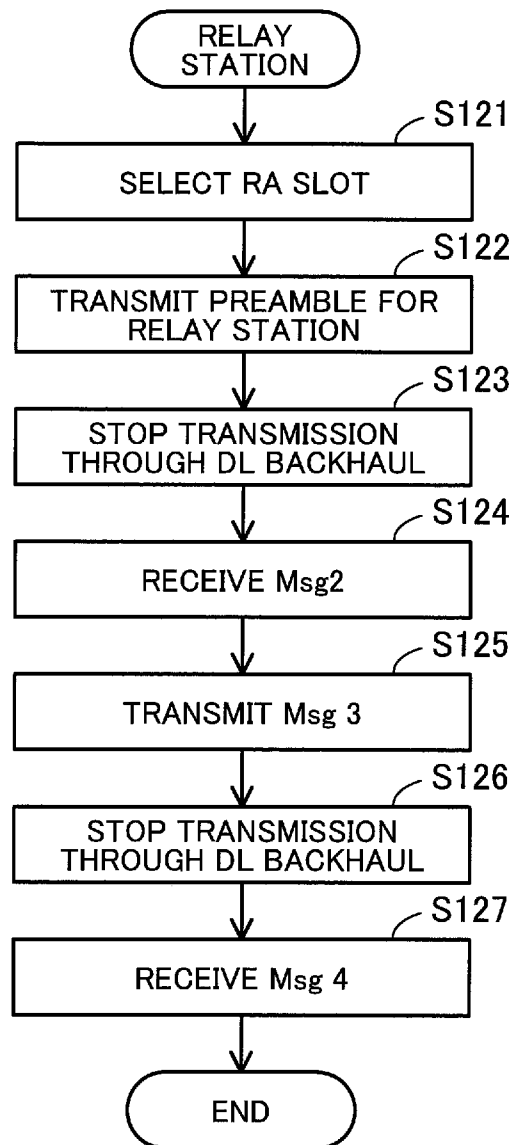 RELAY
STATION
S121
SELECT RA SLOT
S122
TRANSMIT PREAMBLE FOR
RELAY STATION
S123
STOP TRANSMISSION
THROUGH DL BACKHAUL
S124
RECEIVE Msg2
S125
TRANSMIT Msg 3
S126
STOP TRANSMISSION
THROUGH DL BACKHAUL
S127
RECEIVE Msg 4
END